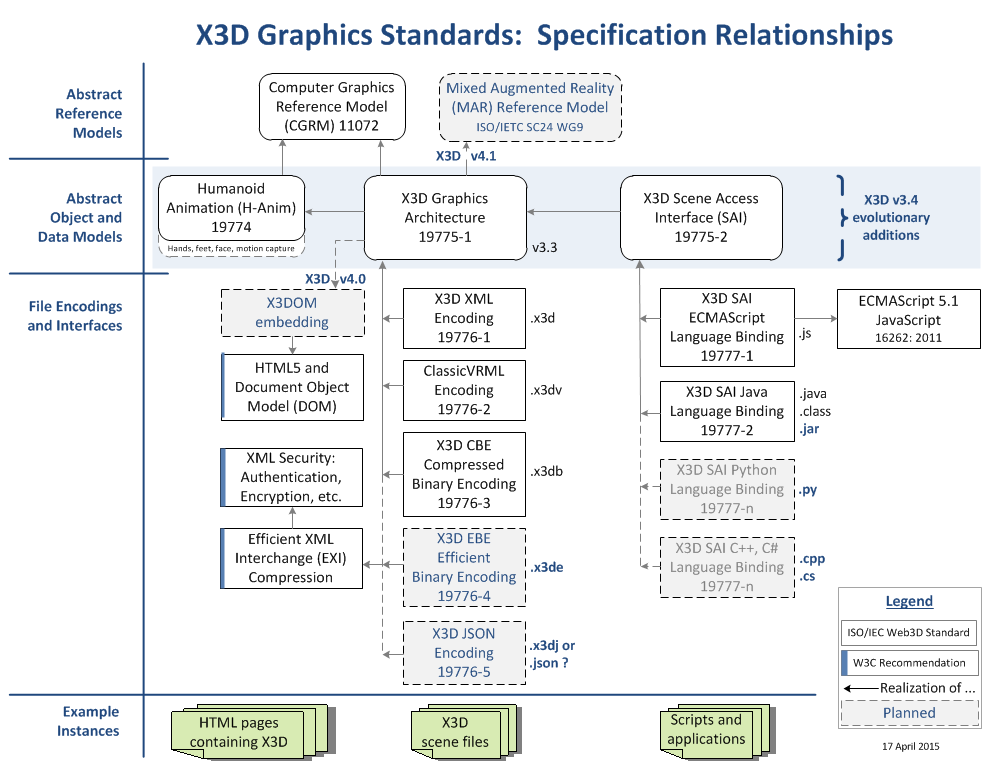 X3D Graphics Standards:  Specification Relationships
Abstract
Reference
Models
Computer Graphics
Reference Model
(CGRM) 11072
Mixed Augmented Reality
(MAR) Reference Model
ISO/IETC SC24 WG9
X3D v4.1
Abstract
Object and
Data Models
Humanoid
Animation (H-Anim)
19774
Hands, feet, face, motion capture
X3D Graphics
Architecture
19775-1
v3.3
X3D Scene Access
Interface (SAI)
19775-2
X3D v3.4
evolutionary
additions
File Encodings
and Interfaces
X3D v4.0
X3DOM
embedding
HTML5 and
Document Object
Model (DOM)
XML Security:
Authentication,
Encryption, etc.
Efficient XML
Interchange (EXI)
Compression
X3D XML
Encoding
19776-1
.x3d
ClassicVRML
Encoding
19776-2
.x3dv
X3D CBE
Compressed
Binary Encoding
19776-3
.x3db
X3D EBE
Efficient
Binary Encoding
19776-4
.x3de
X3D JSON
Encoding
19776-5
.x3dj or
.json ?
X3D SAI
ECMAScript
Language Binding
19777-1
.js
ECMAScript 5.1
JavaScript
16262: 2011
X3D SAI Java
Language Binding
19777-2
.java
.class
.jar
X3D SAI Python
Language Binding
19777-n
.py
X3D SAI C++, C#
Language Binding
19777-n
.cpp
.cs
Legend
ISO/IEC Web3D Standard
W3C Recommendation
Realization of ...
Planned
Example
Instances
HTML pages
containing X3D
X3D
scene files
Scripts and
applications
17 April 2015